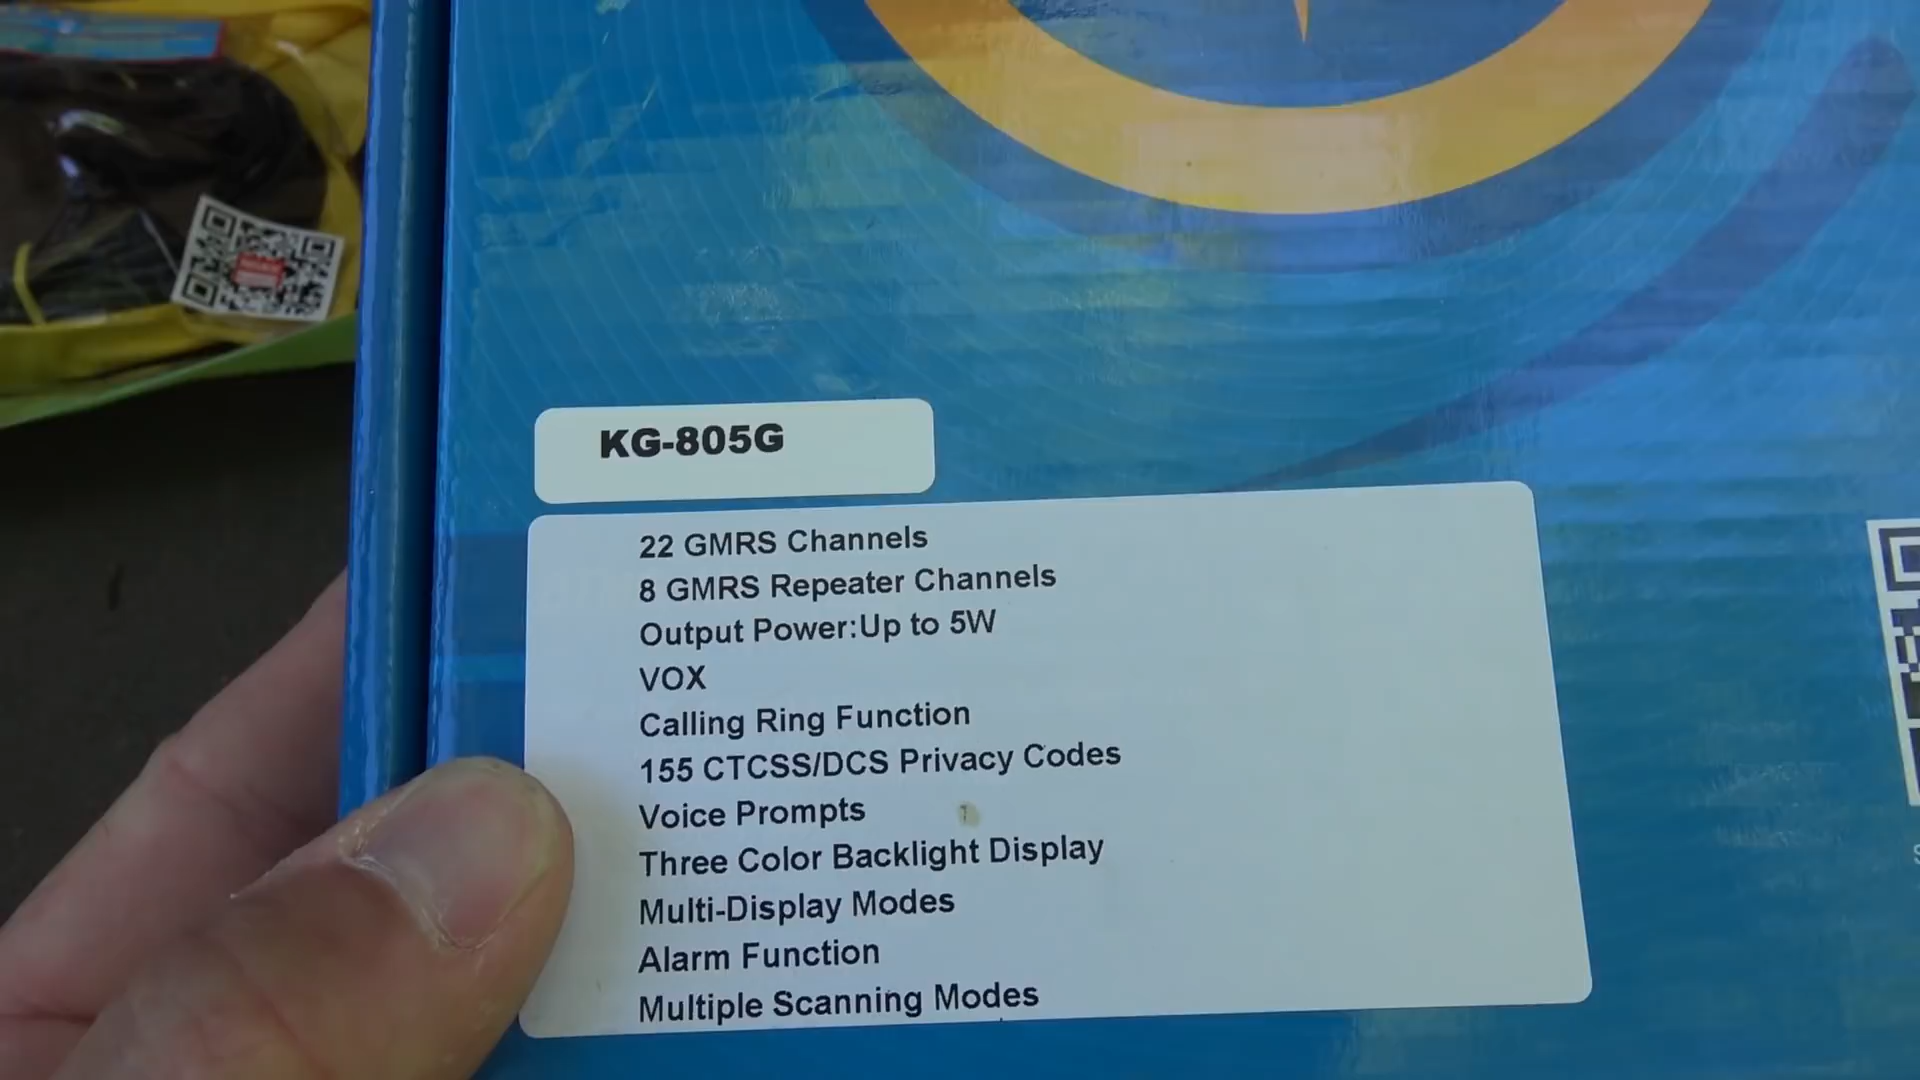 KG-805G
22 GMRS Channels
8 GMRS Repeater Channels
Output Power:Up to 5W
VOX
Calling Ring Function
155 CTCSS/DCS Privacy Codes
Voice Prompts
Three Color Backlight Display
Multi-Display Modes
Alarm Function
Multiple Scanning Modes